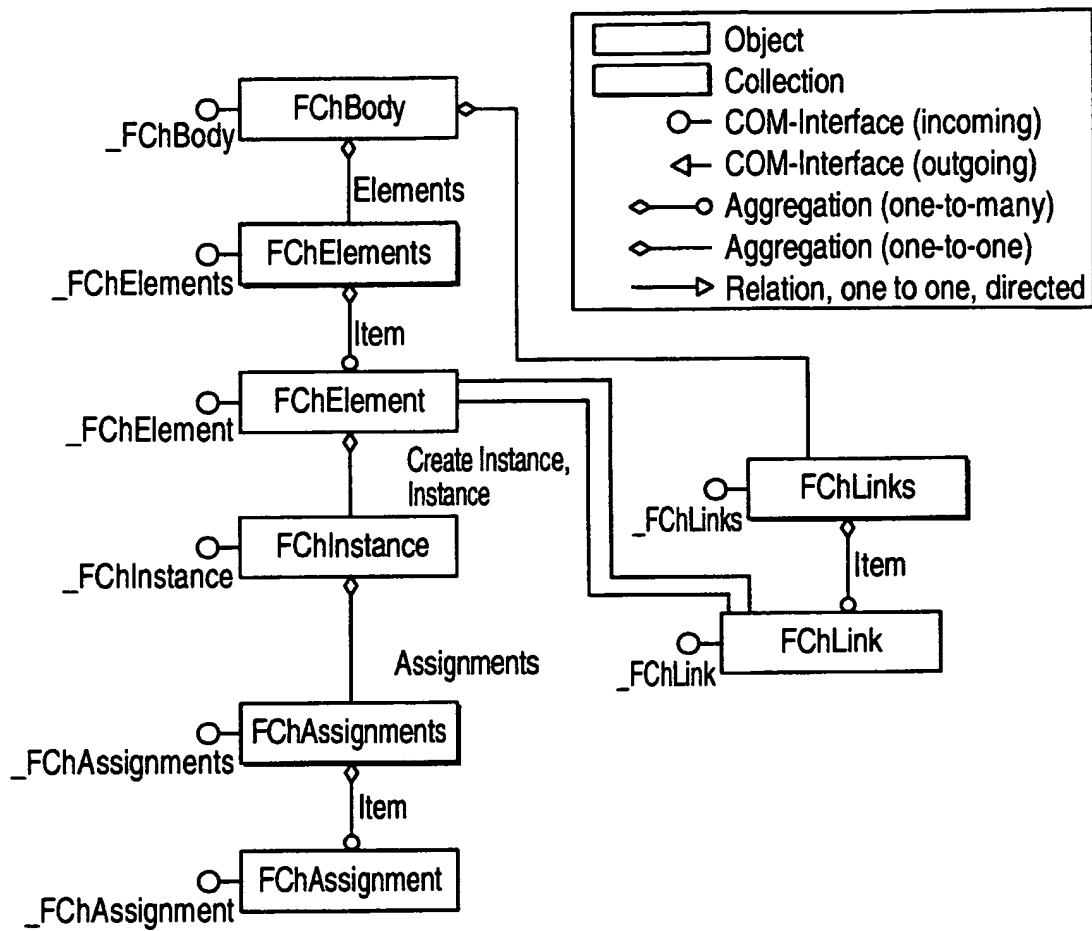 Object
Collection
COM-Interface (incoming)
COM-Interface (outgoing)
Aggregation (one-to-many)
Aggregation (one-to-one)
Relation, one to one, directed
FChBody
_FChBody
Elements
FChElements
_FChElements
Item
FChElement
_FChElement
Create Instance,
Instance
FChLinks
_FChLinks
FChInstance
_FChInstance
Item
FChLink
_FChLink
Assignments
FChAssignments
_FChAssignments
Item
FChAssignment
_FChAssignment